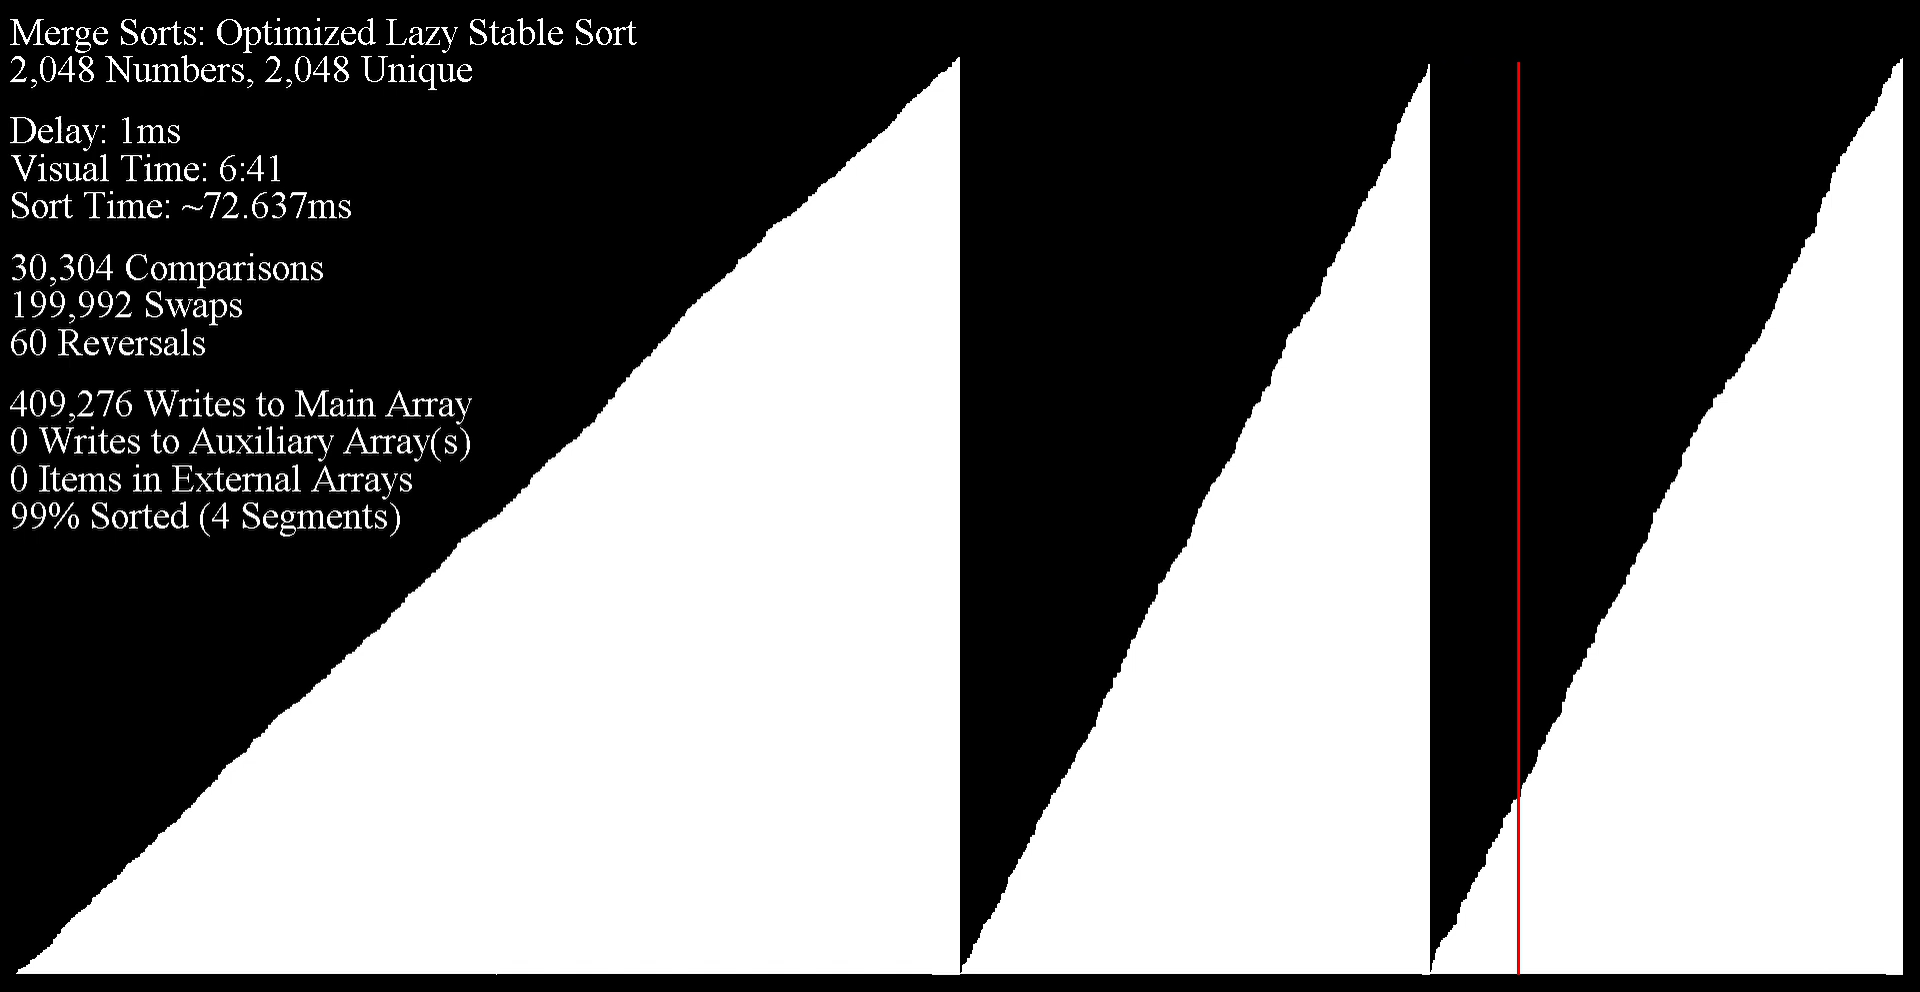 Merge Sorts: Optimized Lazy Stable Sort
2,048 Numbers, 2,048 Unique
Delay: 1ms
Visual Time: 6:41
Sort Time: ~72.637ms
30,304 Comparisons
199,992 Swaps
60 Reversals
409,276 Writes to Main Array
0 Writes to Auxiliary Array(s)
0 Items in External Arrays
99% Sorted (4 Segments)